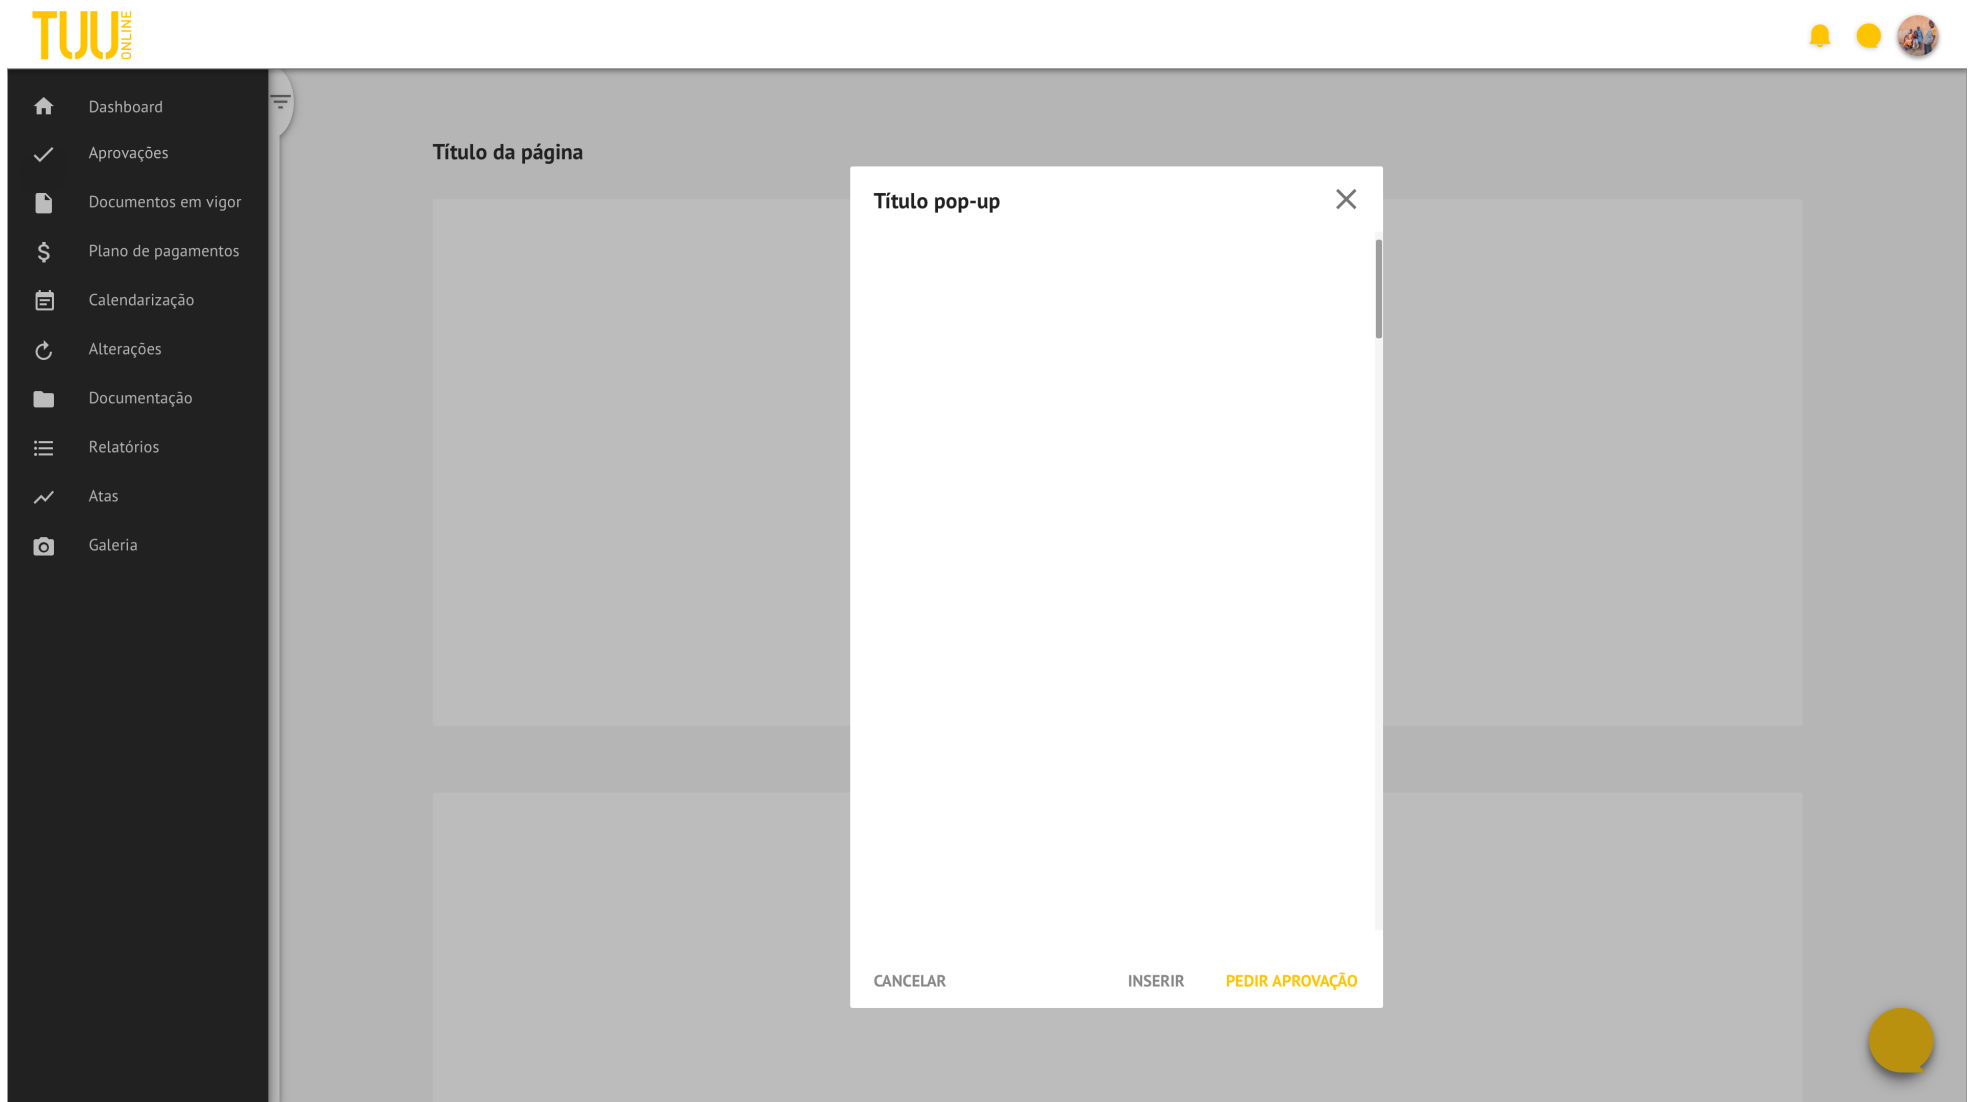 TUU ONLINE
Dashboard
Aprovações
Documentos em vigor
Plano de pagamentos
Calendarização
Alterações
Documentação
Relatórios
Atas
Galeria
Título da página
Título pop-up
CANCELAR
INSERIR
PEDIR APROVAÇÃO